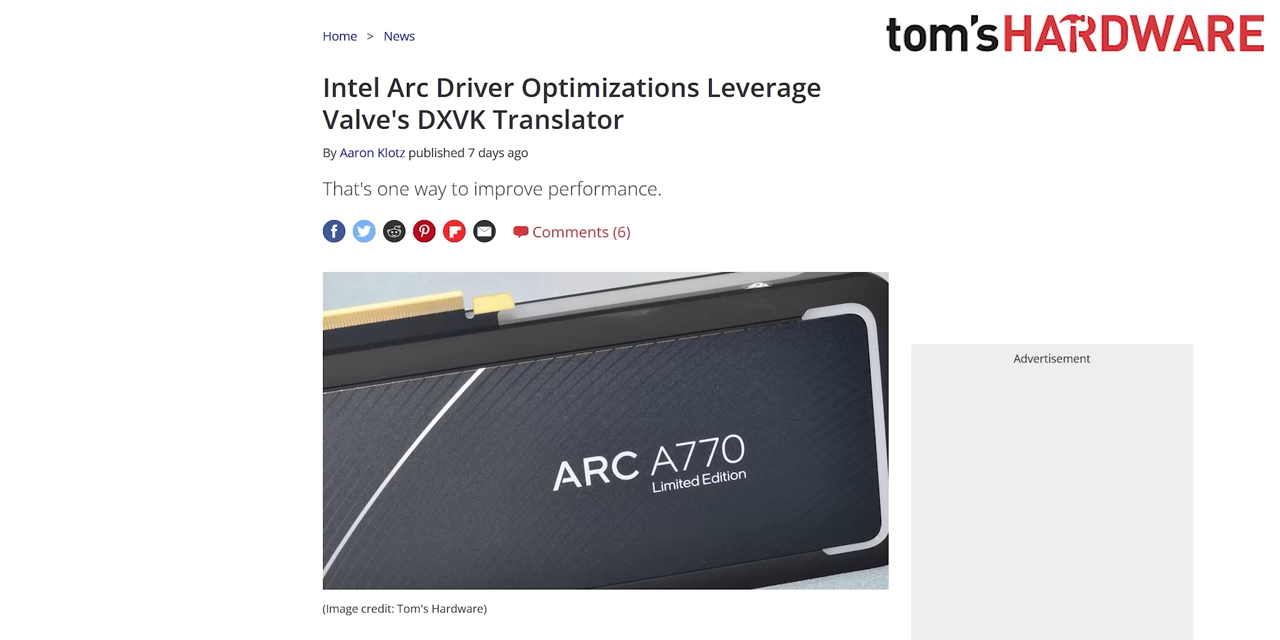 Home > News
tom'sHARDWARE
Intel Arc Driver Optimizations Leverage
Valve's DXVK Translator
By Aaron Klotz published 7 days ago
That's one way to improve performance.
Comments (6)
Advertisement
ARC A770
Limited Edition
(Image credit: Tom's Hardware)